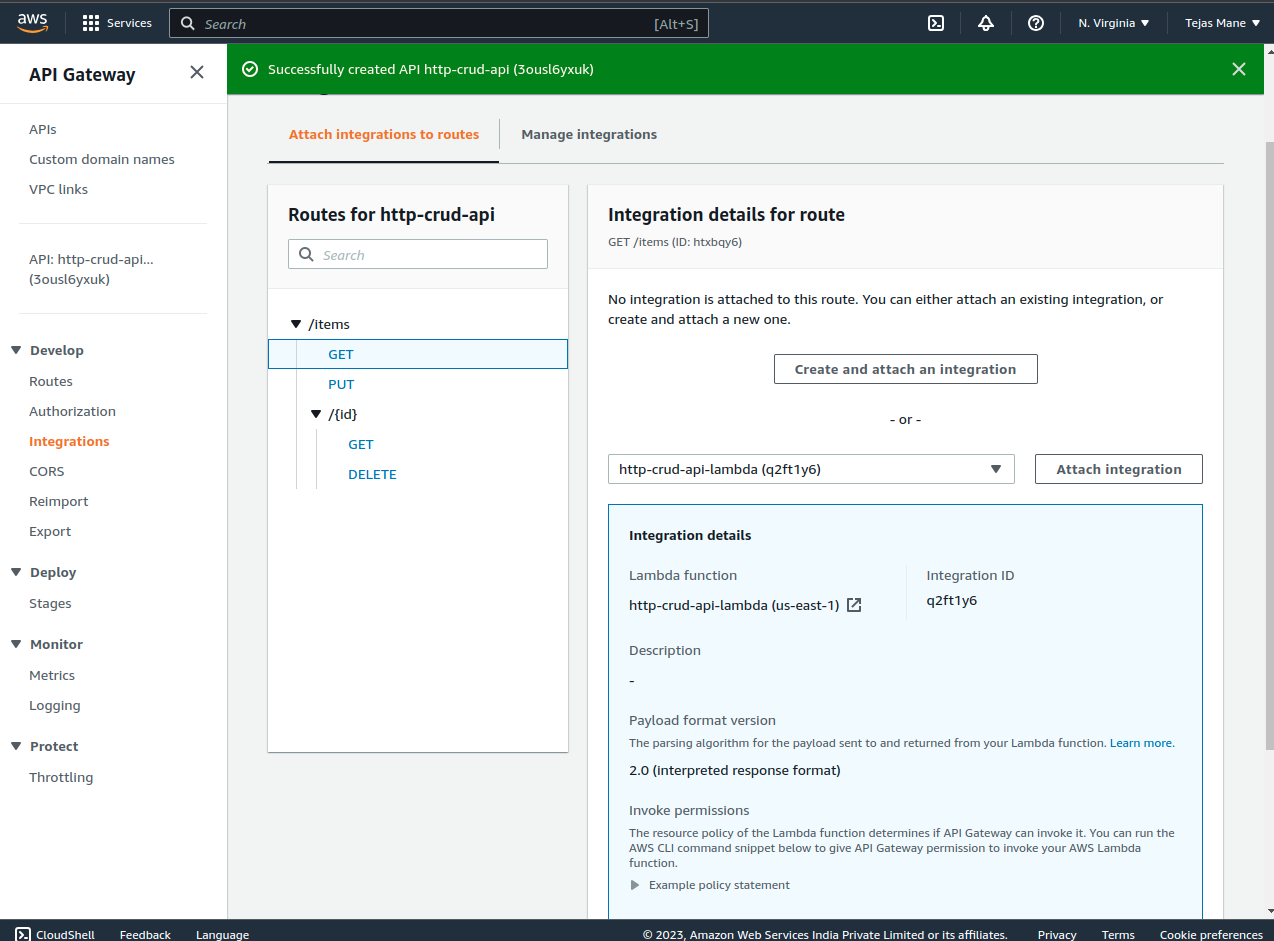 aws
Services
Search
[Alt+S]
N. Virginia
Tejas Mane
API Gateway
Successfully created API http-crud-api (3ousl6yxuk)
APIs
Custom domain names
VPC links
API: http-crud-api...
(3ousl6yxuk)
Develop
Routes
Authorization
Integrations
CORS
Reimport
Export
Deploy
Stages
Monitor
Metrics
Logging
Protect
Throttling
Attach integrations to routes
Manage integrations
Routes for http-crud-api
Search
/items
GET
PUT
/{id}
GET
DELETE
Integration details for route
GET /items (ID: htxbqy6)
No integration is attached to this route. You can either attach an existing integration, or
create and attach a new one.
Create and attach an integration
- or -
http-crud-api-lambda (q2ft1y6)
Attach integration
Integration details
Lambda function
http-crud-api-lambda (us-east-1)
Integration ID
q2ft1y6
Description
-
Payload format version
The parsing algorithm for the payload sent to and returned from your Lambda function. Learn more.
2.0 (interpreted response format)
Invoke permissions
The resource policy of the Lambda function determines if API Gateway can invoke it. You can run the
AWS CLI command snippet below to give API Gateway permission to invoke your AWS Lambda
function.
Example policy statement
CloudShell
Feedback
Language
© 2023, Amazon Web Services India Private Limited or its affiliates.
Privacy
Terms
Cookie preferences